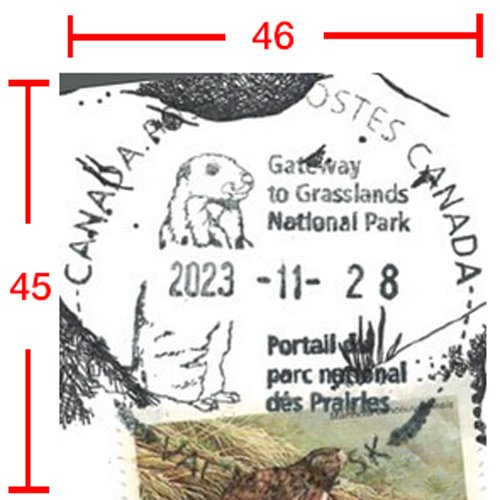 46
45
CANADA POSTES CANADA
Gateway
to Grasslands
National Park
2023 -11- 28
Portail du
parc national
des Prairies
SK